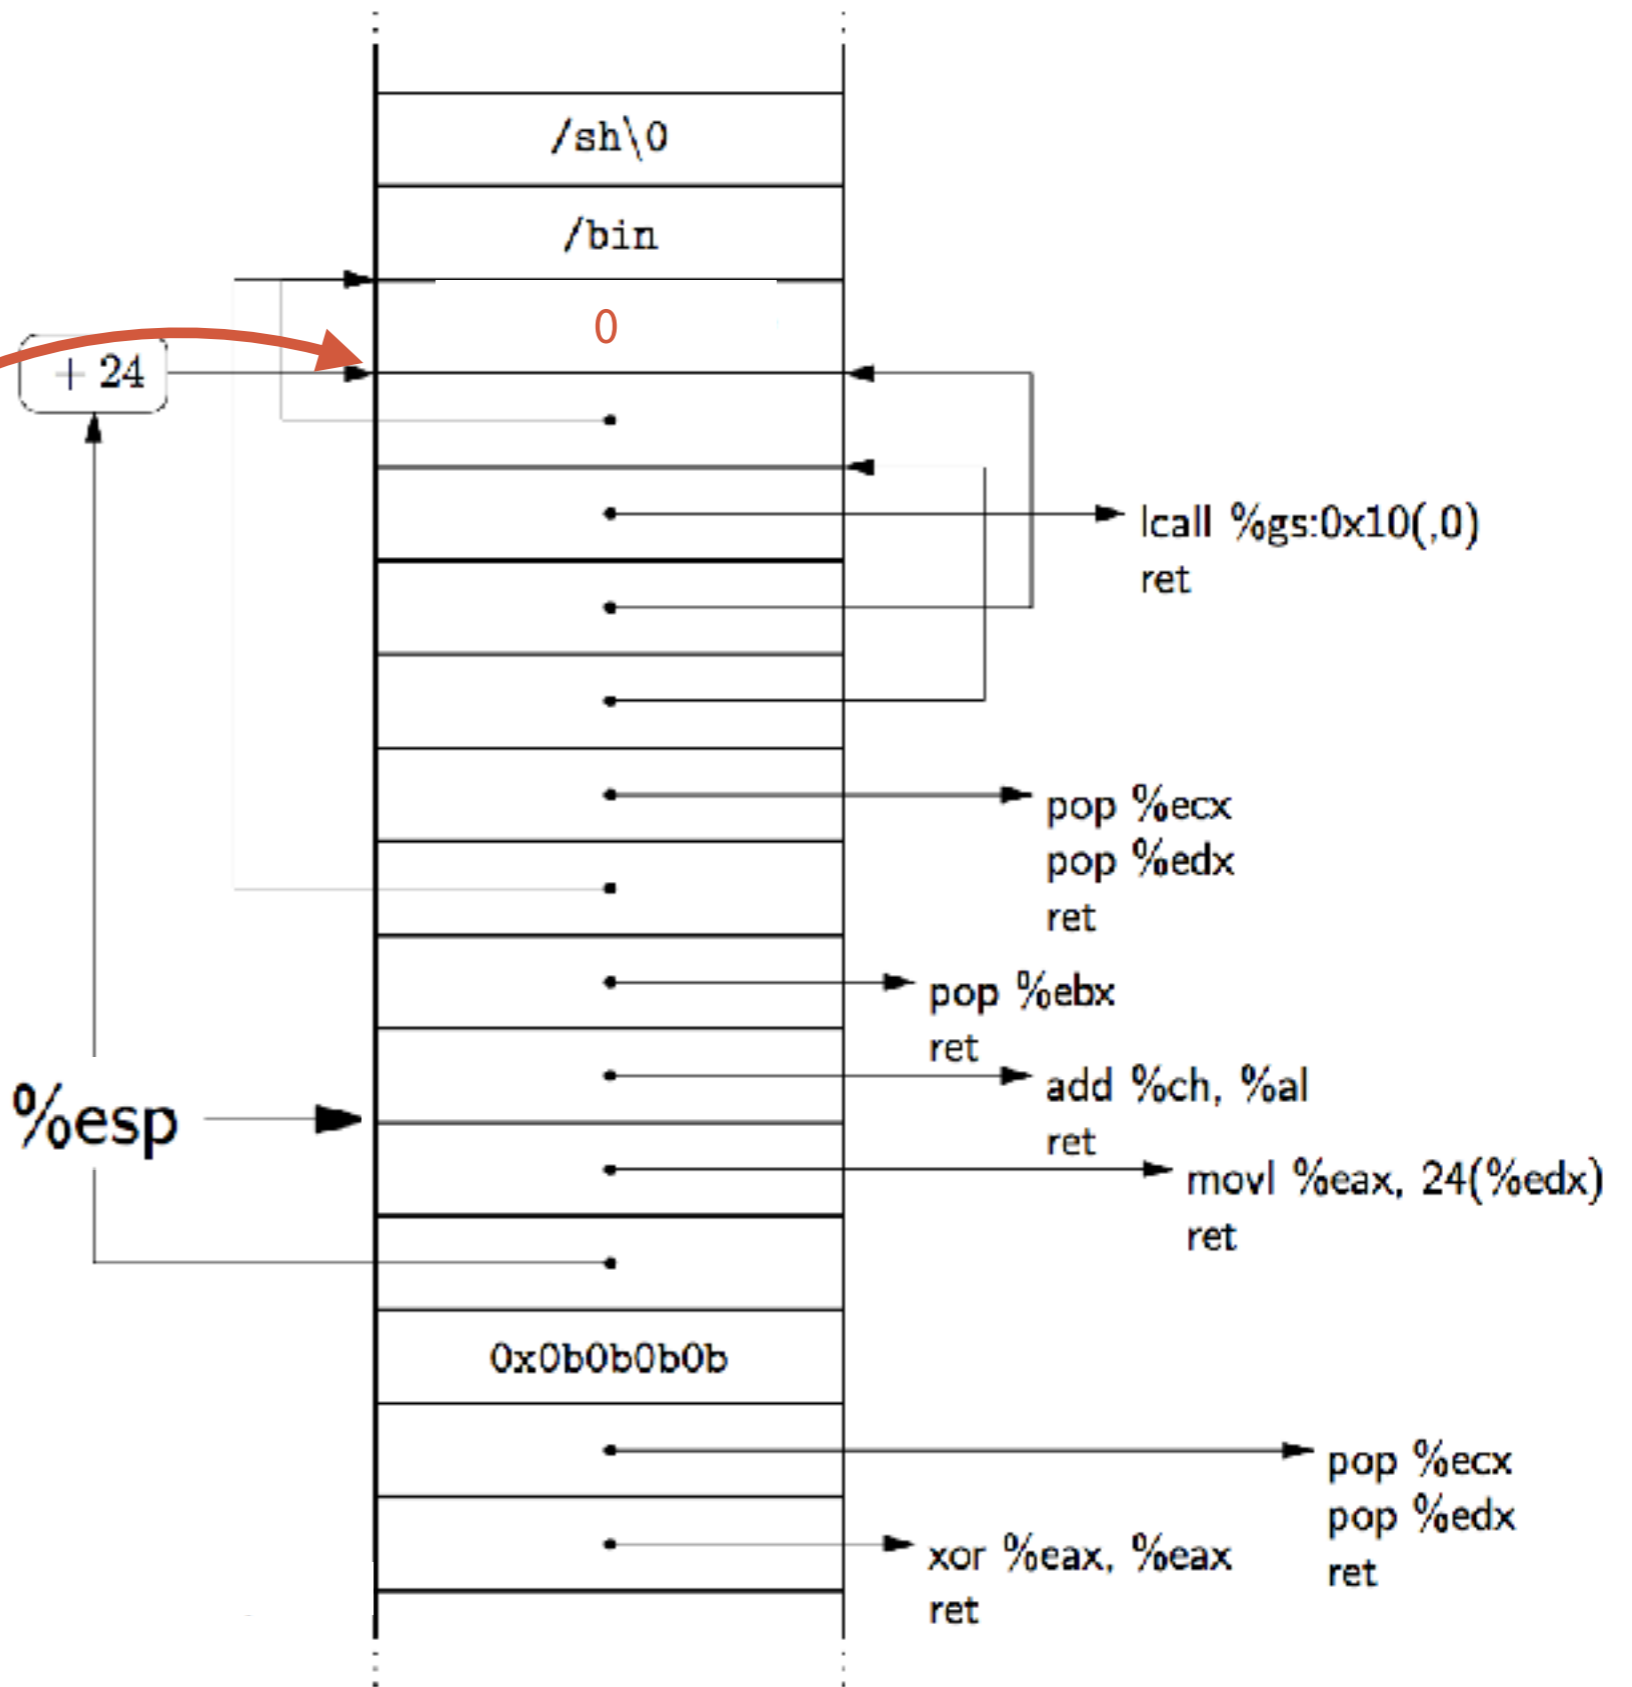 /sh\0
/bin
0
+ 24
lcall %gs:0x10(,0)
ret
pop %ecx
pop %edx
ret
pop %ebx
ret
add %ch, %al
ret
%esp
movl %eax, 24(%edx)
ret
0x0b0b0b0b
pop %ecx
pop %edx
ret
xor %eax, %eax
ret